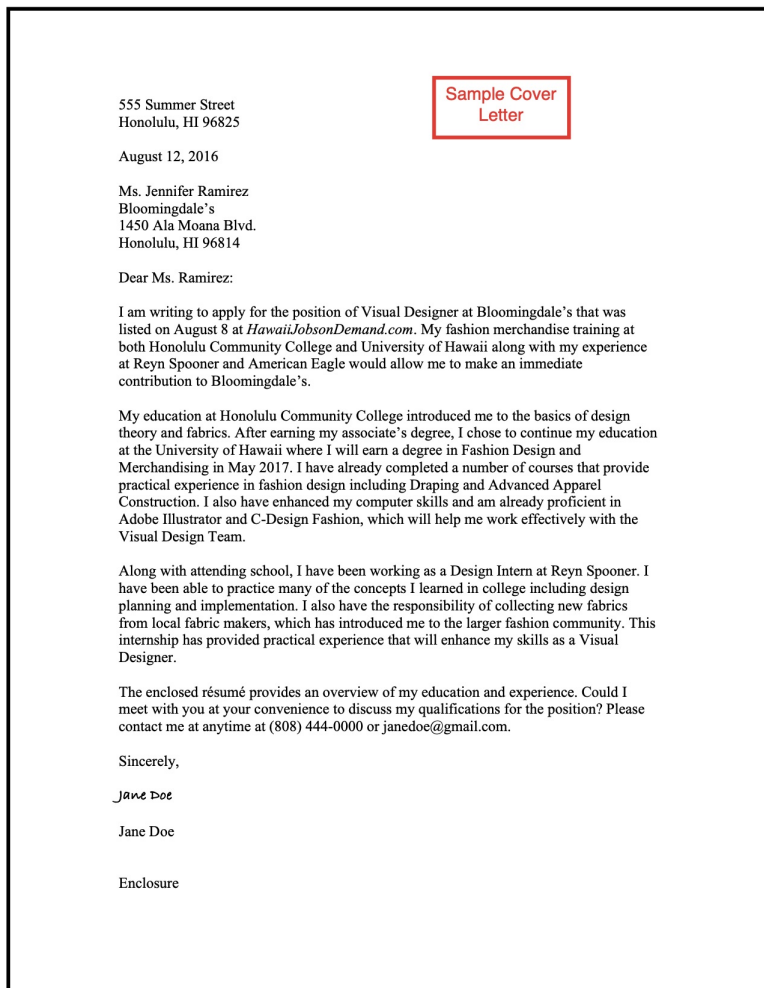 Sample Cover
Letter
555 Summer Street
Honolulu, HI 96825
August 12, 2016
Ms. Jennifer Ramirez
Bloomingdale’s
1450 Ala Moana Blvd.
Honolulu, HI 96814
Dear Ms. Ramirez:
I am writing to apply for the position of Visual Designer at Bloomingdale’s that was
listed on August 8 at HawaiiJobsonDemand.com. My fashion merchandise training at
both Honolulu Community College and University of Hawaii along with my experience
at Reyn Spooner and American Eagle would allow me to make an immediate
contribution to Bloomingdale’s.
My education at Honolulu Community College introduced me to the basics of design
theory and fabrics. After earning my associate’s degree, I chose to continue my education
at the University of Hawaii where I will earn a degree in Fashion Design and
Merchandising in May 2017. I have already completed a number of courses that provide
practical experience in fashion design including Draping and Advanced Apparel
Construction. I also have enhanced my computer skills and am already proficient in
Adobe Illustrator and C-Design Fashion, which will help me work effectively with the
Visual Design Team.
Along with attending school, I have been working as a Design Intern at Reyn Spooner. I
have been able to practice many of the concepts I learned in college including design
planning and implementation. I also have the responsibility of collecting new fabrics
from local fabric makers, which has introduced me to the larger fashion community. This
internship has provided practical experience that will enhance my skills as a Visual
Designer.
The enclosed résumé provides an overview of my education and experience. Could I
meet with you at your convenience to discuss my qualifications for the position? Please
contact me at anytime at (808) 444-0000 or janedoe@gmail.com.
Sincerely,
Jane Doe
Jane Doe
Enclosure